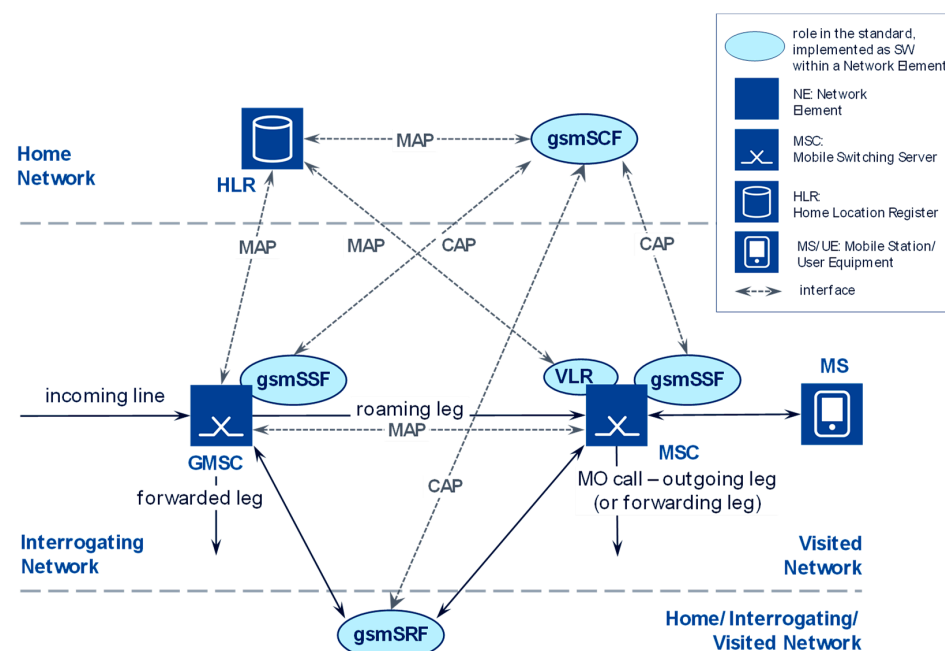 role in the standard,
implemented as SW
within a Network Element
NE: Network
Element
MSC:
Mobile Switching Server
HLR:
Home Location Register
MS/UE: Mobile Station/
User Equipment
interface
Home
Network
HLR
MAP
gsmSCF
MAP
MAP
CAP
CAP
gsmSSF
VLR
gsmSSF
MS
incoming line
roaming leg
MAP
GMSC
MSC
forwarded leg
CAP
MO call – outgoing leg
(or forwarding leg)
Interrogating
Network
Visited
Network
gsmSRF
Home/Interrogating/
Visited Network